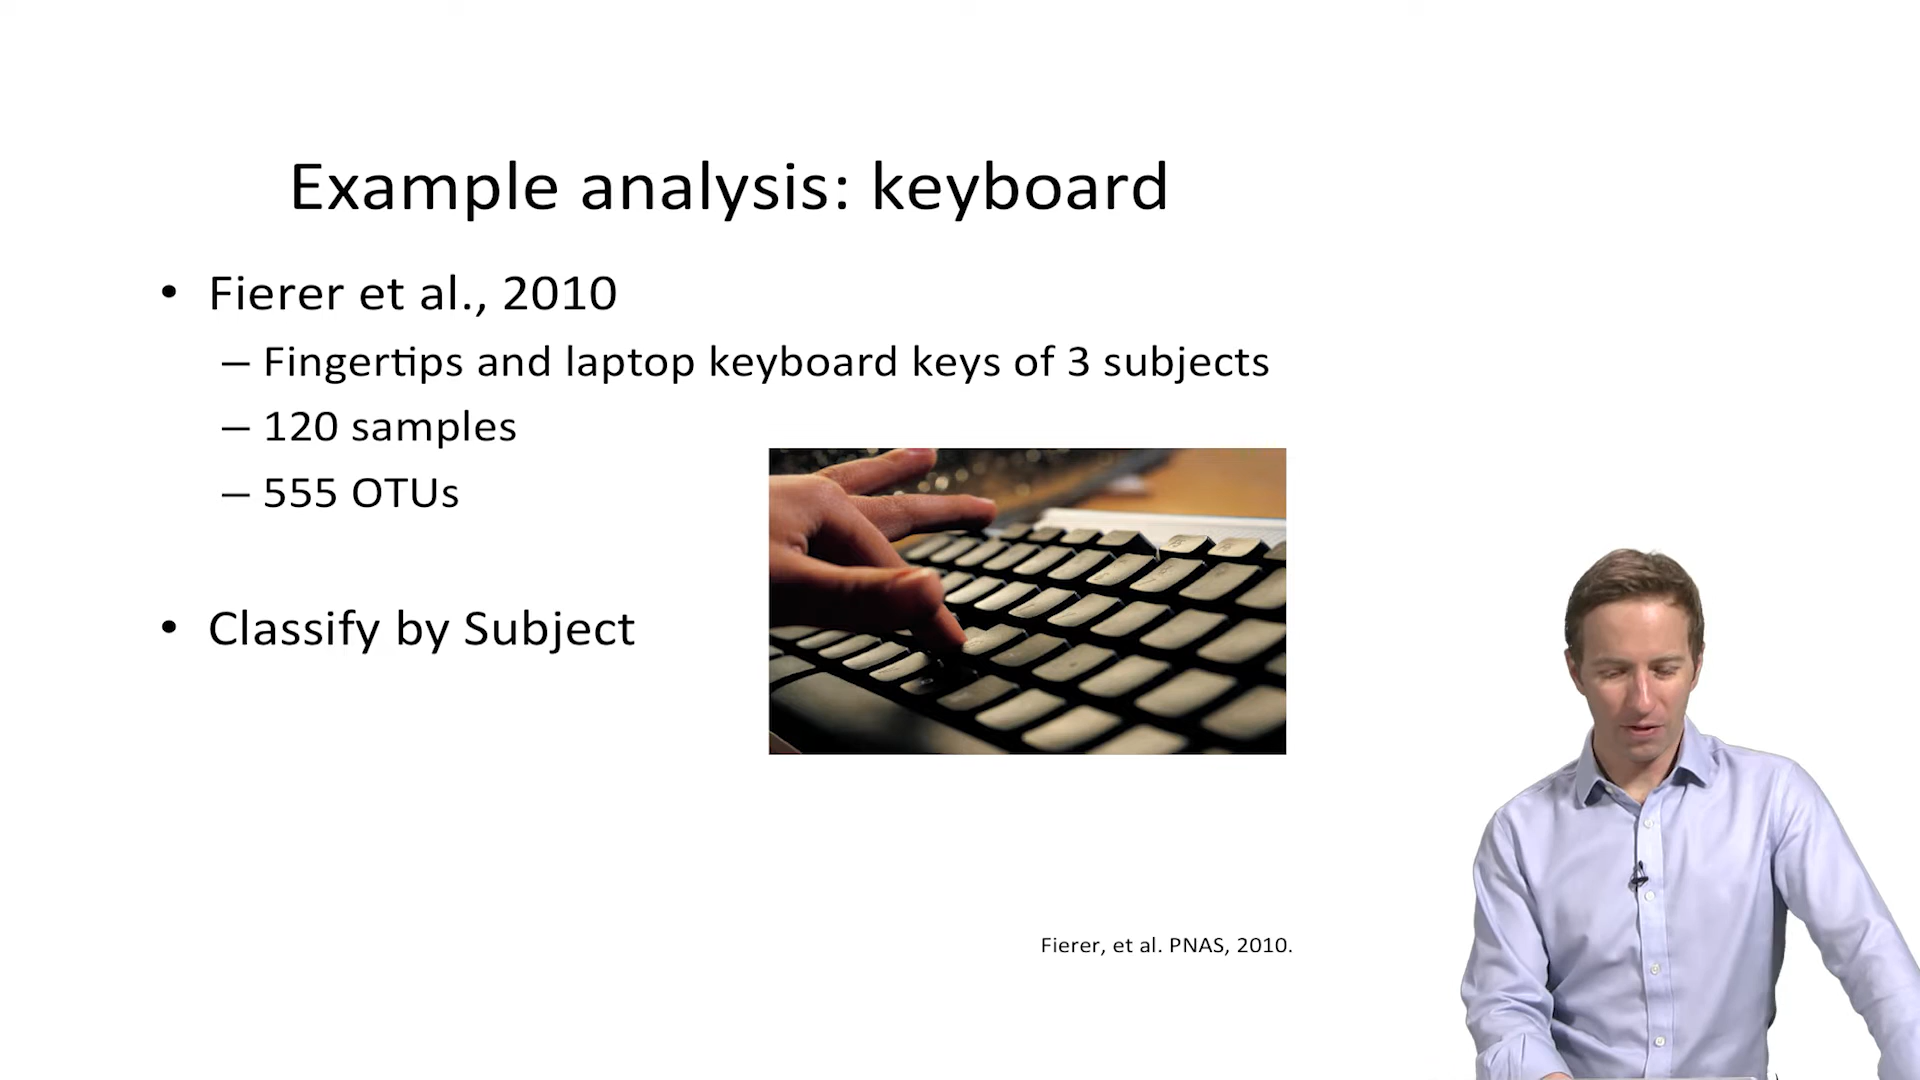 Example analysis: keyboard
• Fierer et al., 2010
– Fingertips and laptop keyboard keys of 3 subjects
– 120 samples
– 555 OTUs
• Classify by Subject
Fierer, et al. PNAS, 2010.